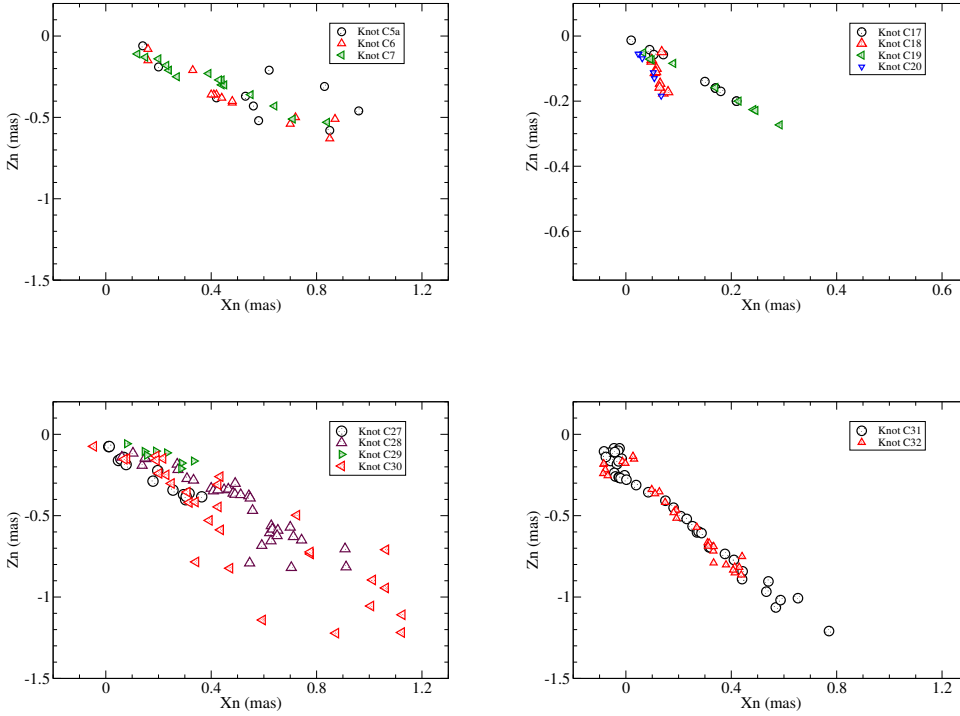 0
-0.5
-1
-1.5
Zn (mas)
0
0.4
0.8
1.2
Xn (mas)
Knot C5a
Knot C6
Knot C7
0
-0.2
-0.4
-0.6
Zn (mas)
0
0.2
0.4
0.6
Xn (mas)
Knot C17
Knot C18
Knot C19
Knot C20
0
-0.5
-1
-1.5
Zn (mas)
0
0.4
0.8
1.2
Xn (mas)
Knot C27
Knot C28
Knot C29
Knot C30
0
-0.5
-1
-1.5
Zn (mas)
0
0.4
0.8
1.2
Xn (mas)
Knot C31
Knot C32